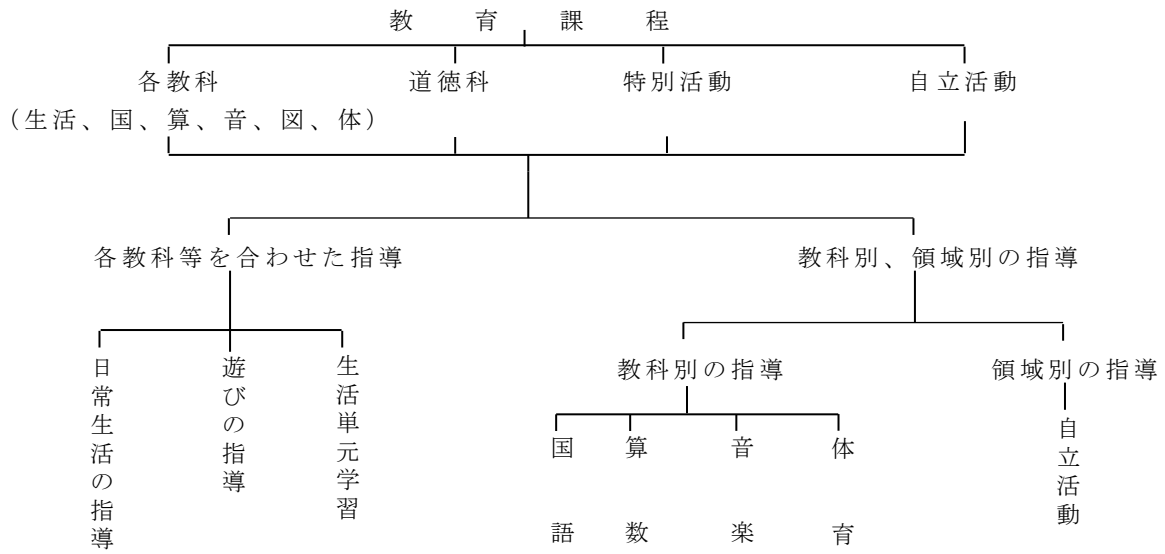 教育課程
各教科
道徳科
特別活動
自立活動
（生活、国、算、音、図、体）
各教科等を合わせた指導
教科別、領域別の指導
日常生活の指導
遊びの指導
生活単元学習
教科別の指導
領域別の指導
国語
算数
音楽
体育
自立活動